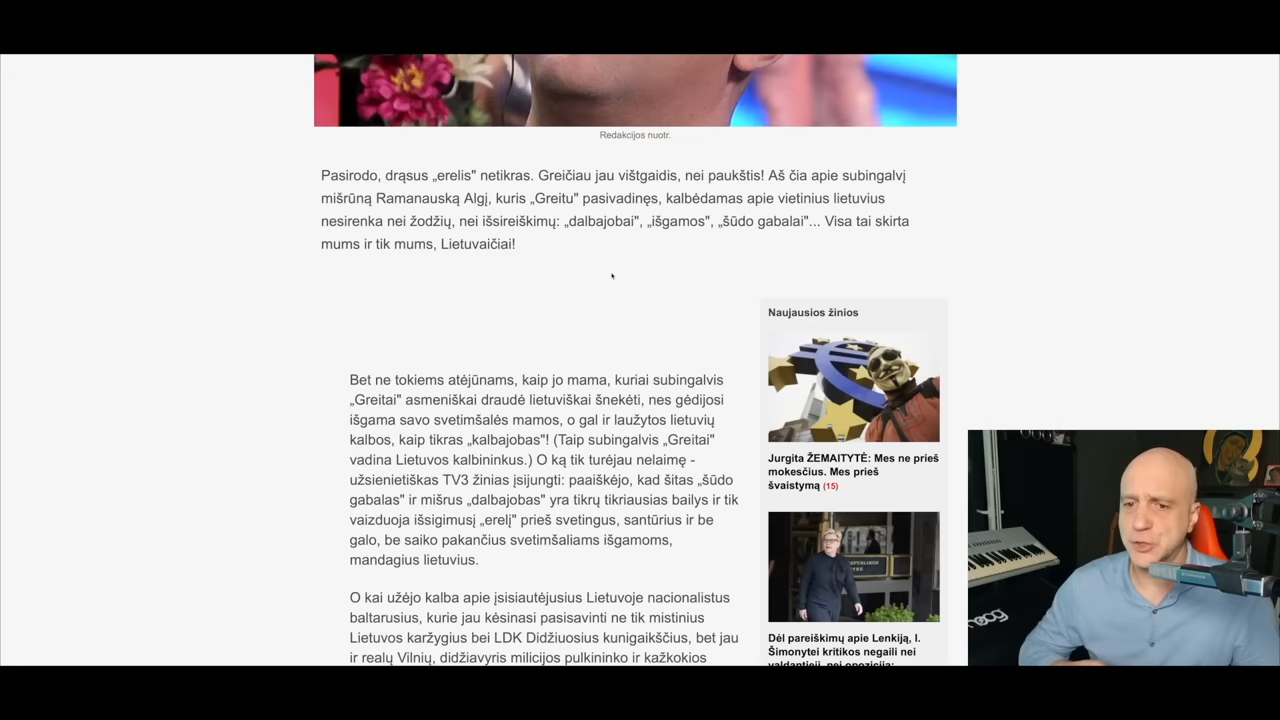 Redakcijos nuotr.
Pasirodo, drąsus „erelis" netikras. Greičiau jau vištgaidis, nei paukštis! Aš čia apie subingalvį
mišrūną Ramanauską Algį, kuris „Greitu" pasivadinęs, kalbėdamas apie vietinius lietuvius
nesirenka nei žodžių, nei išsireiškimų: „dalbajobai", „išgamos", „šūdo gabalai"... Visa tai skirta
mums ir tik mums, Lietuvaičiai!
Bet ne tokiems atėjūnams, kaip jo mama, kuriai subingalvis
„Greitai" asmeniškai draudė lietuviškai šnekėti, nes gėdijosi
išgama savo svetimšalės mamos, o gal ir laužytos lietuvių
kalbos, kaip tikras „kalbajobas"! (Taip subingalvis „Greitai"
vadina Lietuvos kalbininkus.) O ką tik turėjau nelaimę -
užsienietiškas TV3 žinias įsijungti: paaiškėjo, kad šitas „šūdo
gabalas" ir mišrus „dalbajobas" yra tikrų tikriausias bailys ir tik
vaizduoja išsigimusį „erelį" prieš svetingus, santūrius ir be
galo, be saiko pakančius svetimšaliams išgamoms,
mandagius lietuvius.
O kai užėjo kalba apie įsisiautėjusius Lietuvoje nacionalistus
baltarusius, kurie jau kėsinasi pasisavinti ne tik mistinius
Lietuvos karžygius bei LDK Didžiuosius kunigaikščius, bet jau
ir realų Vilnių, didžiavyris milicijos pulkininko ir kažkokios
Naujausios žinios
Jurgita ŽEMAITYTĖ: Mes ne prieš
mokesčius. Mes prieš
švaistymą (15)
Dėl pareiškimų apie Lenkiją, I.
Šimonytei kritikos negaili nei
valdantieji, nei opozicija:
moog